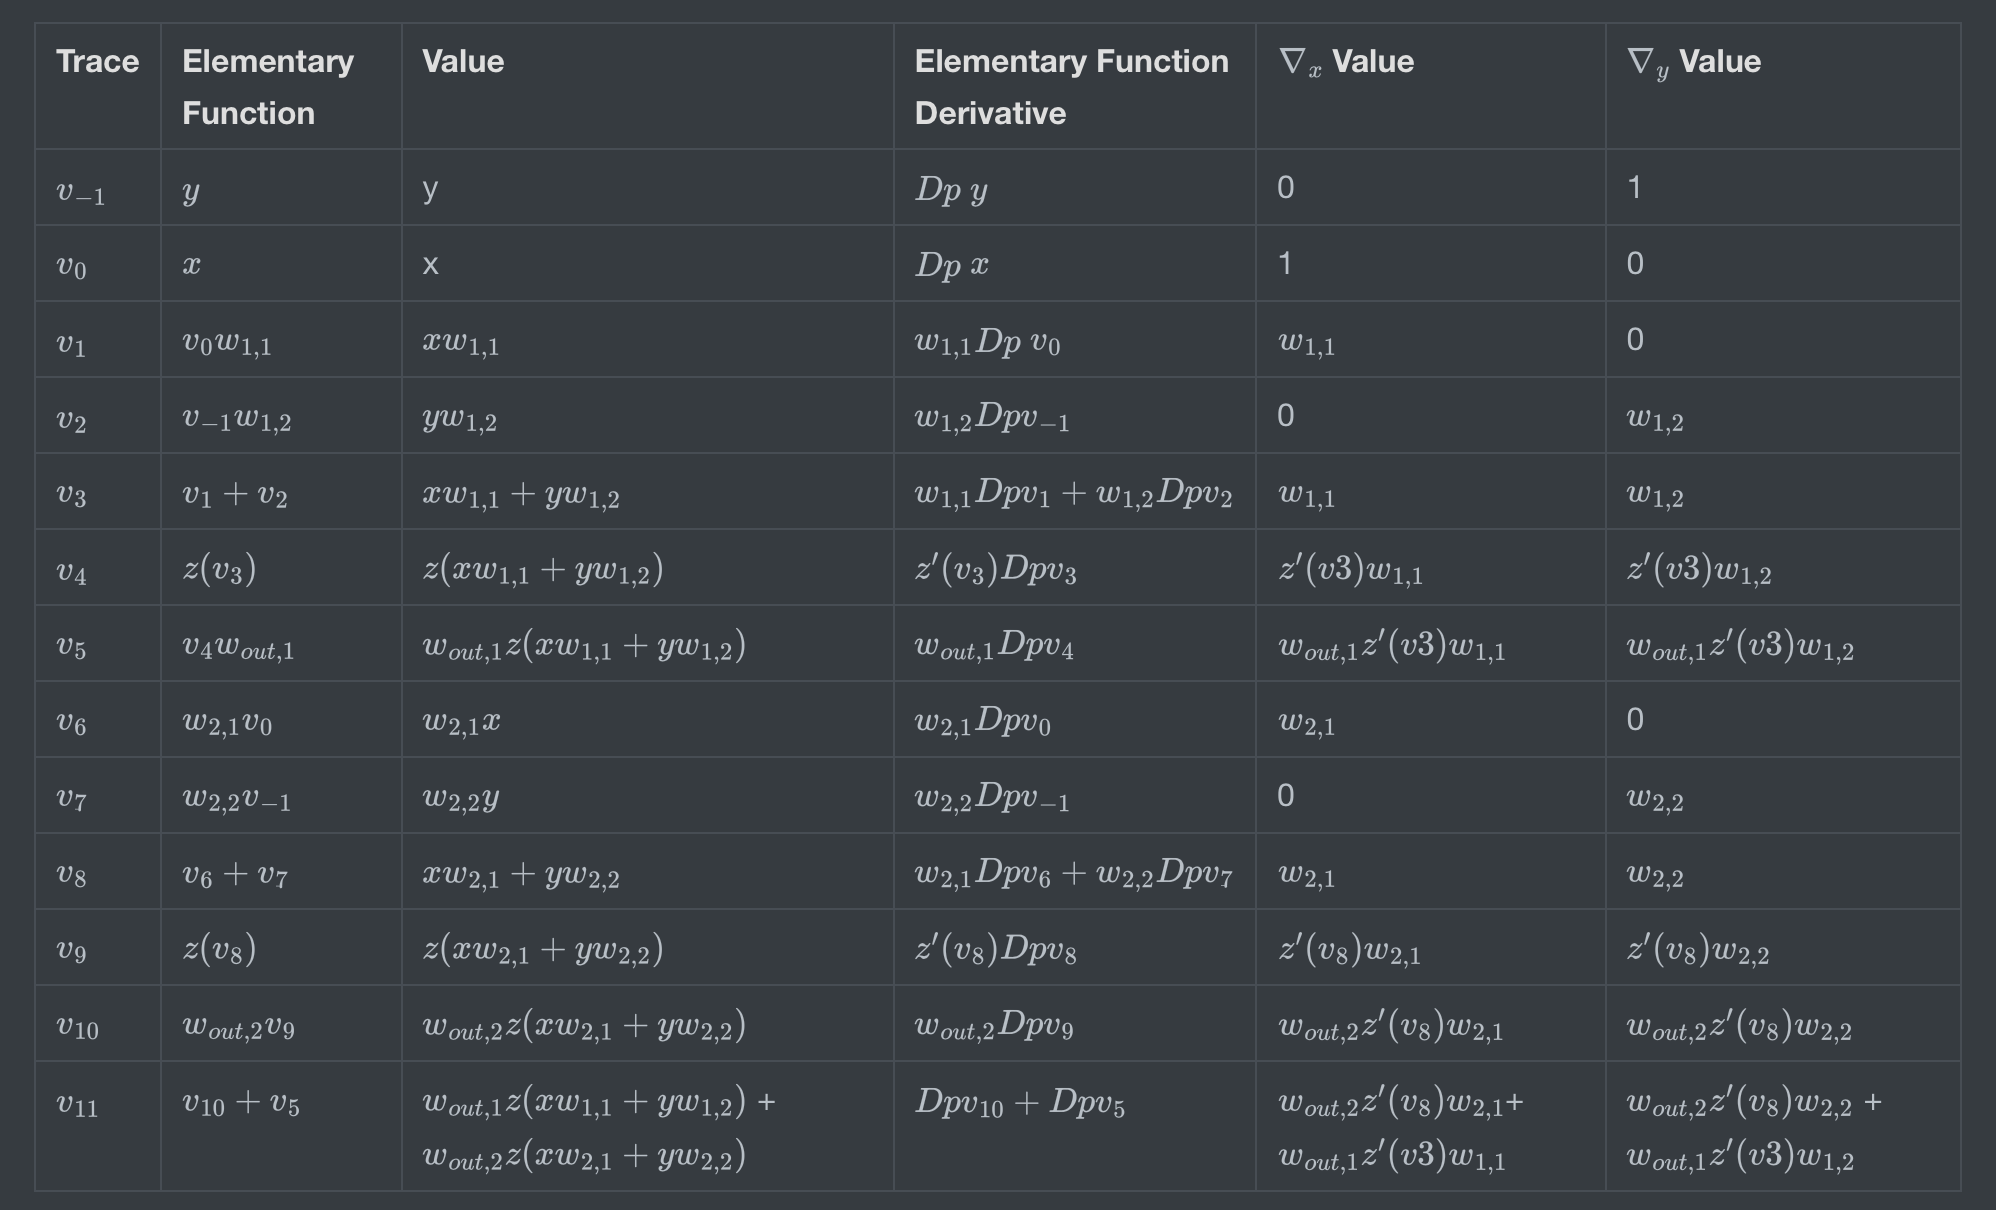 Trace | Elementary Function | Value | Elementary Function Derivative | ∇ₓ Value | ∇_y Value
v_{-1} | y | y | Dp y | 0 | 1
v_0 | x | x | Dp x | 1 | 0
v_1 | v_0w_{1,1} | xw_{1,1} | w_{1,1}Dp v_0 | w_{1,1} | 0
v_2 | v_{-1}w_{1,2} | yw_{1,2} | w_{1,2}Dpv_{-1} | 0 | w_{1,2}
v_3 | v_1 + v_2 | xw_{1,1} + yw_{1,2} | w_{1,1}Dpv_1 + w_{1,2}Dpv_2 | w_{1,1} | w_{1,2}
v_4 | z(v_3) | z(xw_{1,1} + yw_{1,2}) | z′(v_3)Dpv_3 | z′(v3)w_{1,1} | z′(v3)w_{1,2}
v_5 | v_4w_{out,1} | w_{out,1}z(xw_{1,1} + yw_{1,2}) | w_{out,1}Dpv_4 | w_{out,1}z′(v3)w_{1,1} | w_{out,1}z′(v3)w_{1,2}
v_6 | w_{2,1}v_0 | w_{2,1}x | w_{2,1}Dpv_0 | w_{2,1} | 0
v_7 | w_{2,2}v_{-1} | w_{2,2}y | w_{2,2}Dpv_{-1} | 0 | w_{2,2}
v_8 | v_6 + v_7 | xw_{2,1} + yw_{2,2} | w_{2,1}Dpv_6 + w_{2,2}Dpv_7 | w_{2,1} | w_{2,2}
v_9 | z(v_8) | z(xw_{2,1} + yw_{2,2}) | z′(v_8)Dpv_8 | z′(v_8)w_{2,1} | z′(v_8)w_{2,2}
v_{10} | w_{out,2}v_9 | w_{out,2}z(xw_{2,1} + yw_{2,2}) | w_{out,2}Dpv_9 | w_{out,2}z′(v_8)w_{2,1} | w_{out,2}z′(v_8)w_{2,2}
v_{11} | v_{10} + v_5 | w_{out,1}z(xw_{1,1} + yw_{1,2}) + | Dpv_{10} + Dpv_5 | w_{out,2}z′(v_8)w_{2,1}+ | w_{out,2}z′(v_8)w_{2,2} +
w_{out,2}z(xw_{2,1} + yw_{2,2}) | w_{out,1}z′(v3)w_{1,1} | w_{out,1}z′(v3)w_{1,2}